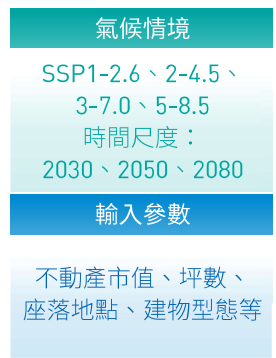 氣候情境
SSP1-2.6、2-4.5、
3-7.0、5-8.5
時間尺度：
2030、2050、2080
輸入參數
不動產市值、坪數、
座落地點、建物型態等